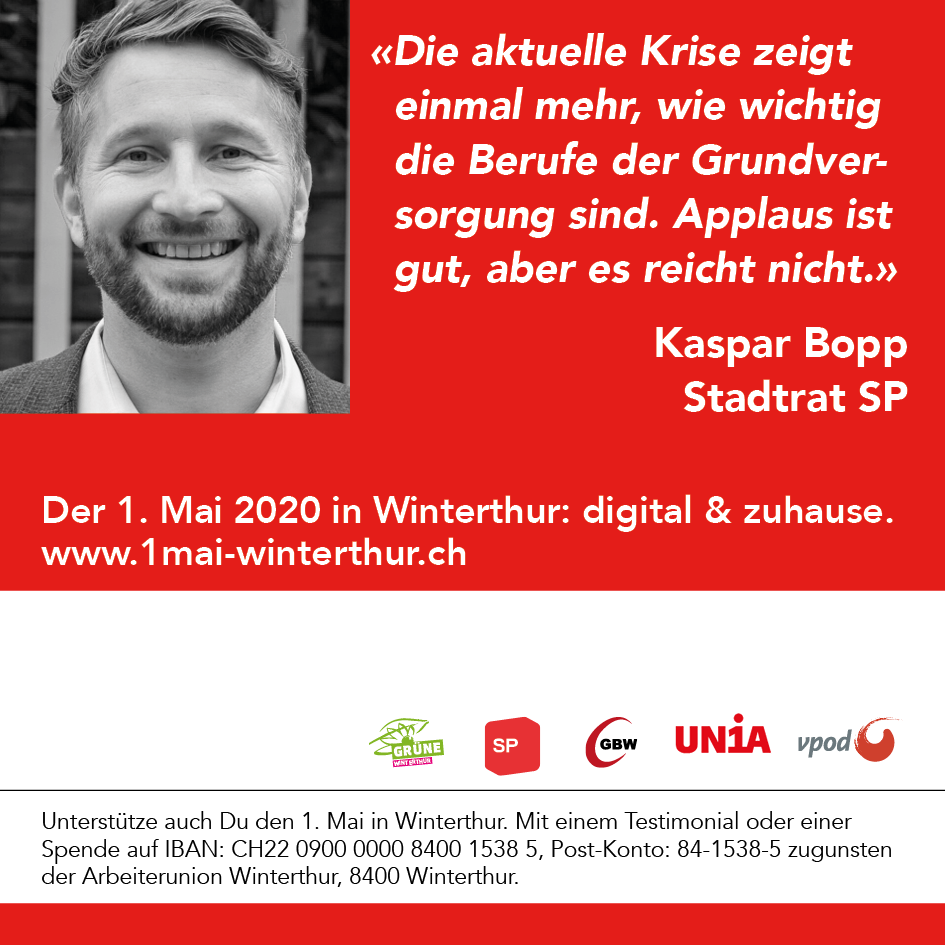 «Die aktuelle Krise zeigt
einmal mehr, wie wichtig
die Berufe der Grundver-
sorgung sind. Applaus ist
gut, aber es reicht nicht.»
Kaspar Bopp
Stadtrat SP
Der 1. Mai 2020 in Winterthur: digital & zuhause.
www.1mai-winterthur.ch
GRÜNE
WINTERTHUR
SP
GBW
UNiA
vpod
Unterstütze auch Du den 1. Mai in Winterthur. Mit einem Testimonial oder einer
Spende auf IBAN: CH22 0900 0000 8400 1538 5, Post-Konto: 84-1538-5 zugunsten
der Arbeiterunion Winterthur, 8400 Winterthur.